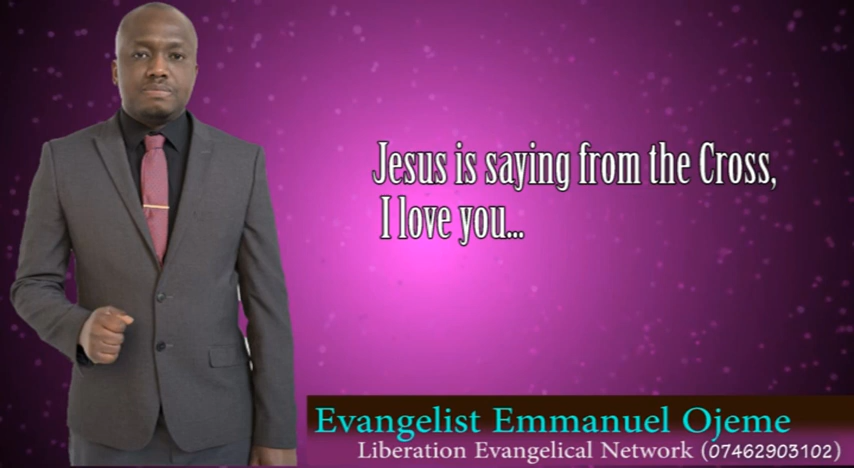 Jesus is saying from the Cross,
I love you...
Evangelist Emmanuel Ojeme
Liberation Evangelical Network (07462903102)